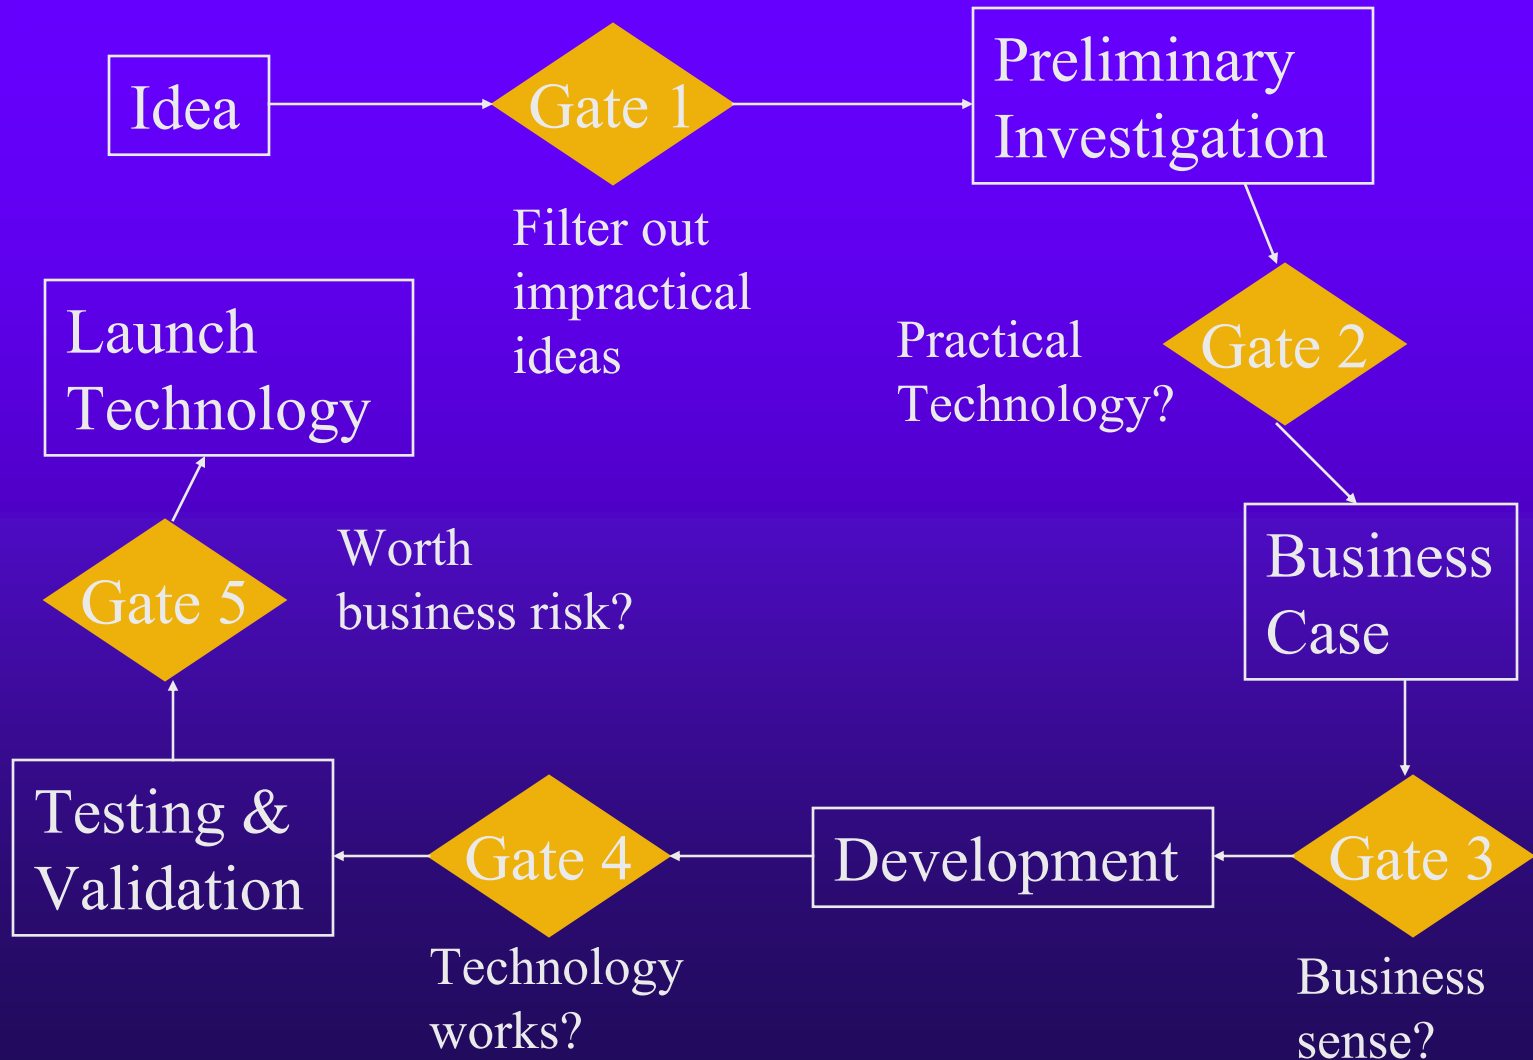 Idea
Gate 1
Preliminary
Investigation
Filter out
impractical
ideas
Practical
Technology?
Gate 2
Business
Case
Gate 3
Business
sense?
Development
Gate 4
Technology
works?
Testing &
Validation
Gate 5
Worth
business risk?
Launch
Technology